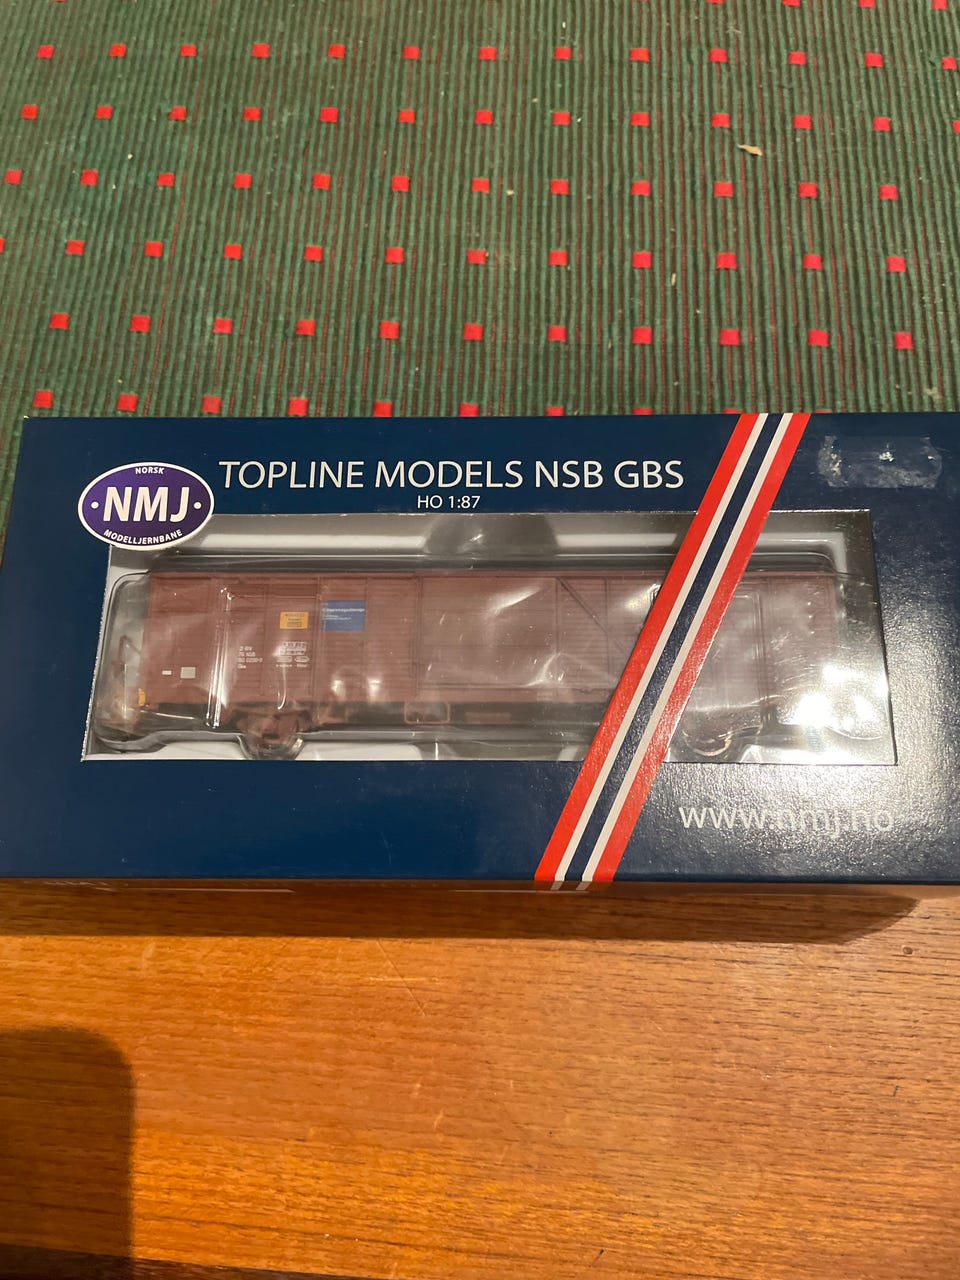 NORSK
NMJ
MODELLJERNBANE
TOPLINE MODELS NSB GBS
HO 1:87
www.nmj.no